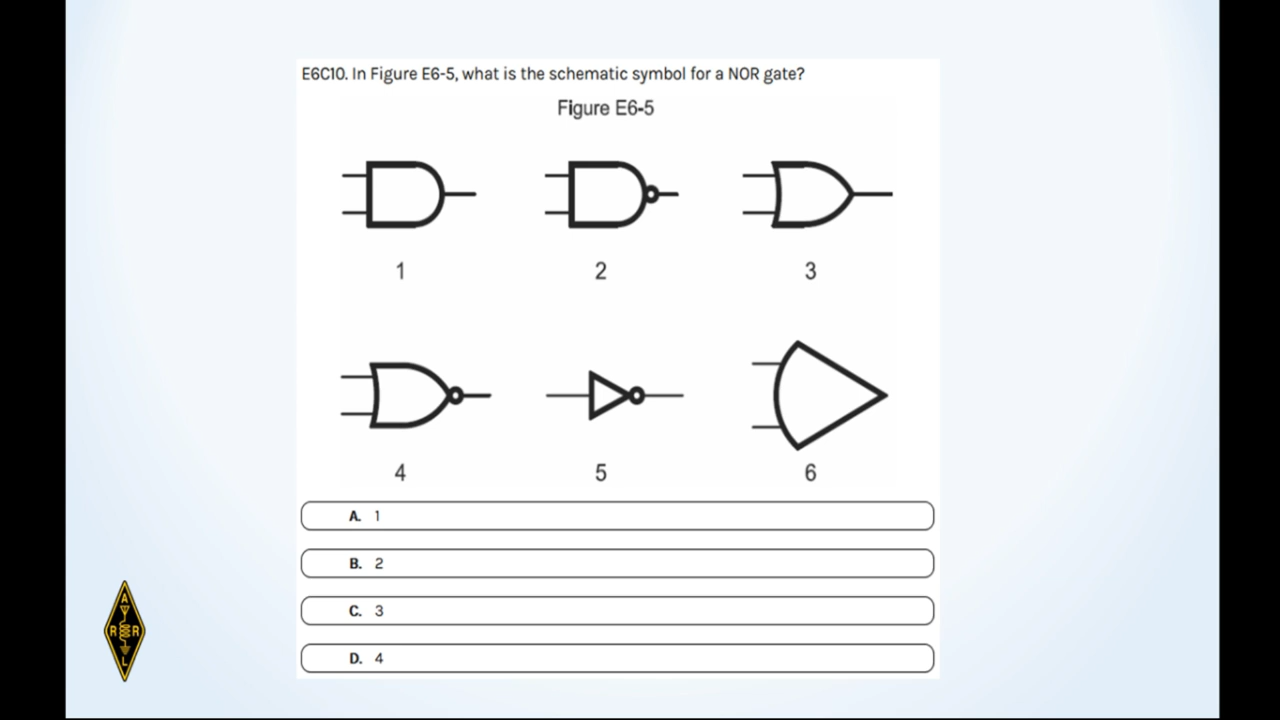 E6C10. In Figure E6-5, what is the schematic symbol for a NOR gate?
Figure E6-5
1 2 3
4 5 6
A. 1
B. 2
C. 3
D. 4
A
R R
L